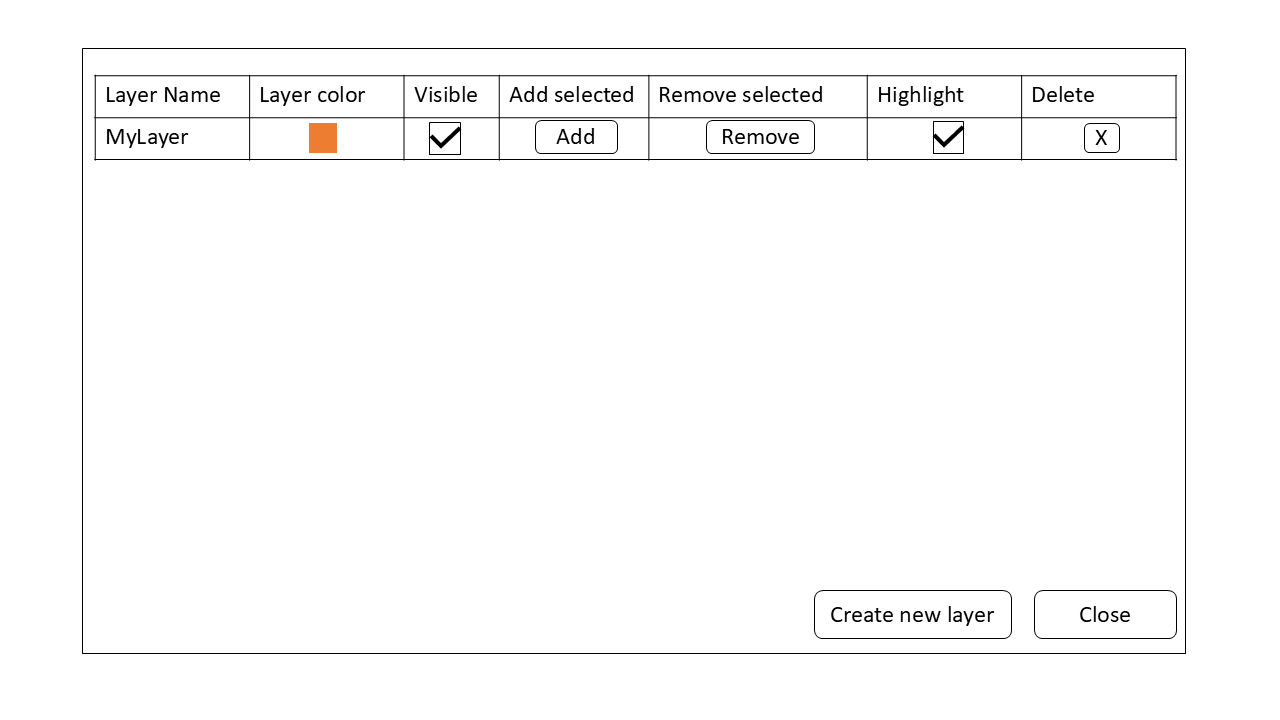 Layer Name Layer color Visible Add selected Remove selected Highlight Delete
MyLayer Add Remove X
Create new layer Close